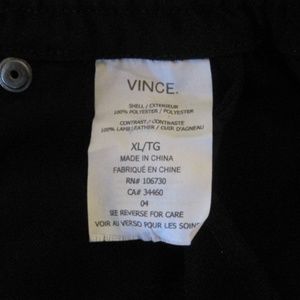 VINCE.
SHELL / EXTERIEUR
100% POLYESTER / POLYESTER
CONTRAST / CONTRASTE
100% LAMB LEATHER / CUIR D'AGNEAU
XL/TG
MADE IN CHINA
FABRIQUÉ EN CHINE
RN# 106730
CA# 34460
04
SEE REVERSE FOR CARE
VOIR AU VERSO POUR LES SOINS